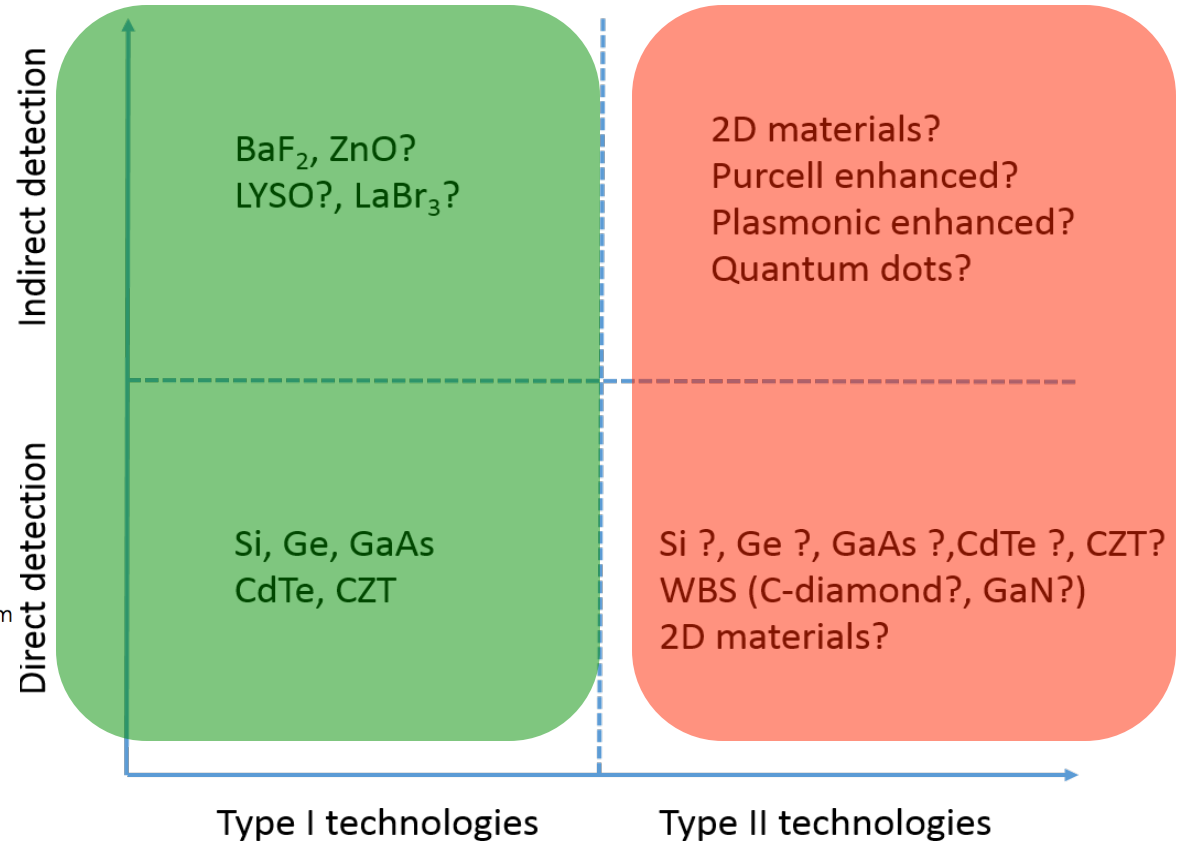 Indirect detection
BaF₂, ZnO?
LYSO?, LaBr₃?
2D materials?
Purcell enhanced?
Plasmonic enhanced?
Quantum dots?
Direct detection
m
Si, Ge, GaAs
CdTe, CZT
Si ?, Ge ?, GaAs ?,CdTe ?, CZT?
WBS (C-diamond?, GaN?)
2D materials?
Type I technologies
Type II technologies